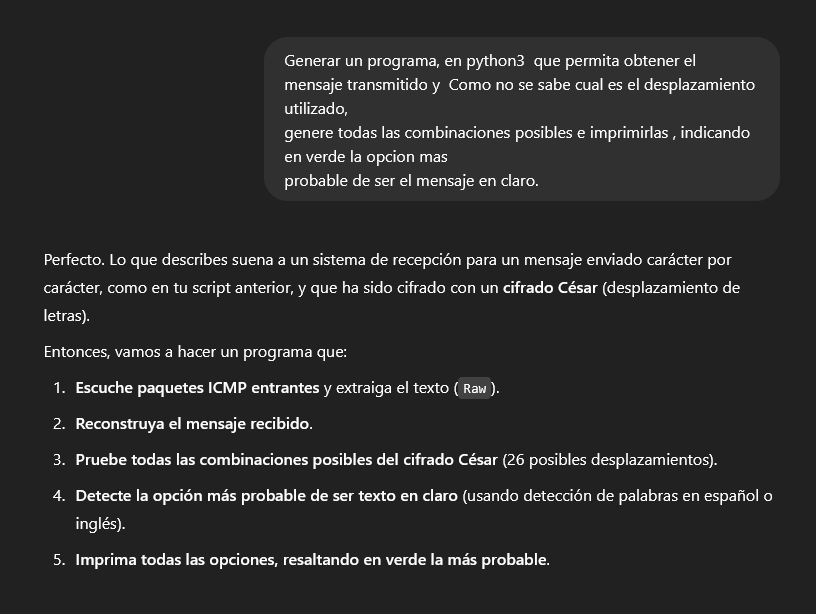 Generar un programa, en python3  que permita obtener el
mensaje transmitido y  Como no se sabe cual es el desplazamiento
utilizado,
genere todas las combinaciones posibles e imprimirlas , indicando
en verde la opcion mas
probable de ser el mensaje en claro.
Perfecto. Lo que describes suena a un sistema de recepción para un mensaje enviado carácter por
carácter, como en tu script anterior, y que ha sido cifrado con un cifrado César (desplazamiento de
letras).
Entonces, vamos a hacer un programa que:
1. Escuche paquetes ICMP entrantes y extraiga el texto (Raw).
2. Reconstruya el mensaje recibido.
3. Pruebe todas las combinaciones posibles del cifrado César (26 posibles desplazamientos).
4. Detecte la opción más probable de ser texto en claro (usando detección de palabras en español o
inglés).
5. Imprima todas las opciones, resaltando en verde la más probable.